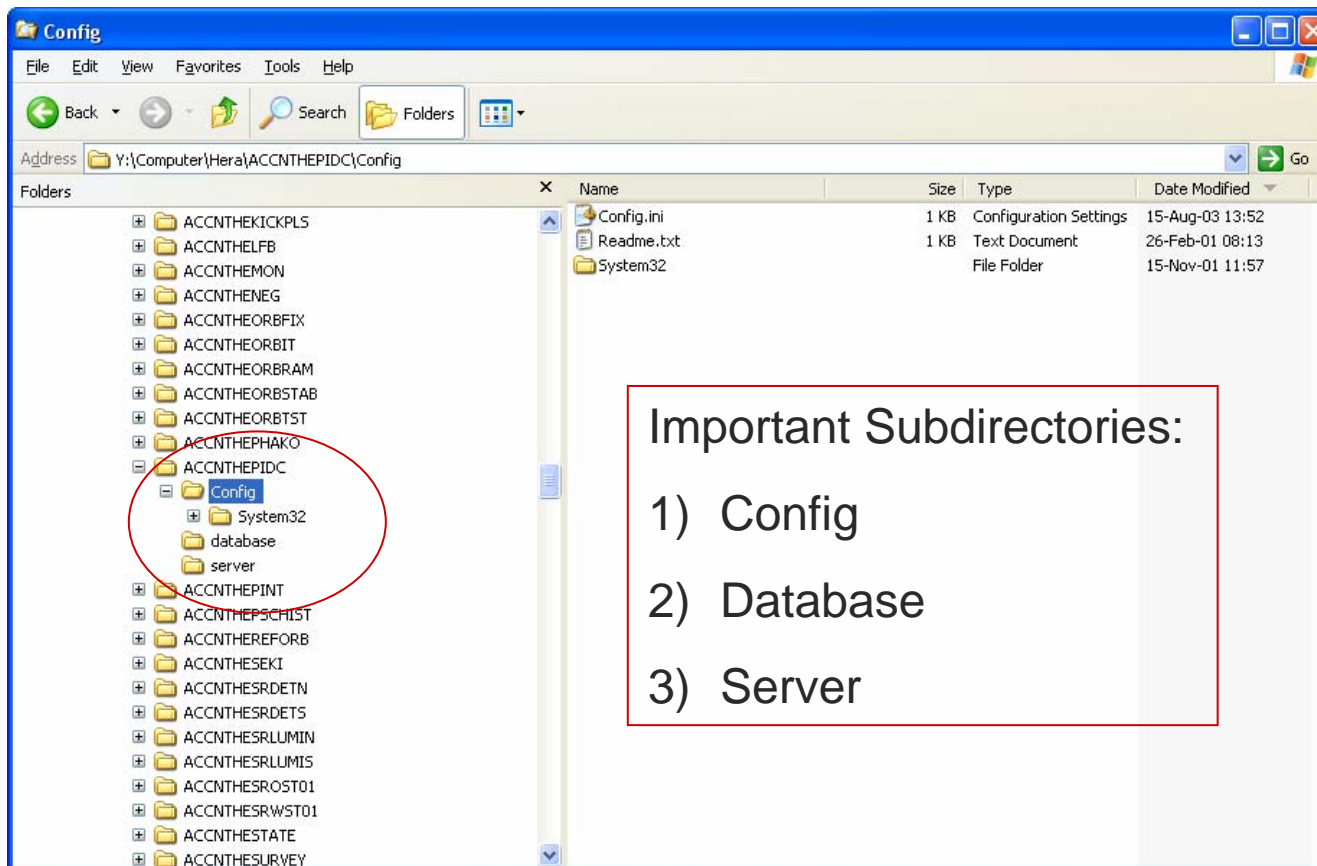 Config
File Edit View Favorites Tools Help
Back Search Folders
Address Y:\Computer\Hera\ACCNTHEPIDC\Config Go
Folders
Name Size Type Date Modified
ACCNTHEKICKPLS
ACCNTHELFB
ACCNTHEMON
ACCNTHENEG
ACCNTHEORBFIX
ACCNTHEORBIT
ACCNTHEORBRAM
ACCNTHEORBSTAB
ACCNTHEORBTST
ACCNTHEPHAKO
ACCNTHEPIDC
Config
System32
database
server
ACCNTHEPINT
ACCNTHEPSCHIST
ACCNTHEREFORB
ACCNTHESEKI
ACCNTHESRDETN
ACCNTHESRDETS
ACCNTHESRLUMIN
ACCNTHESRLUMIS
ACCNTHESROST01
ACCNTHESRWST01
ACCNTHESTATE
ACCNTHESURVEY
Config.ini 1 KB Configuration Settings 15-Aug-03 13:52
Readme.txt 1 KB Text Document 26-Feb-01 08:13
System32 File Folder 15-Nov-01 11:57
Important Subdirectories:
1) Config
2) Database
3) Server